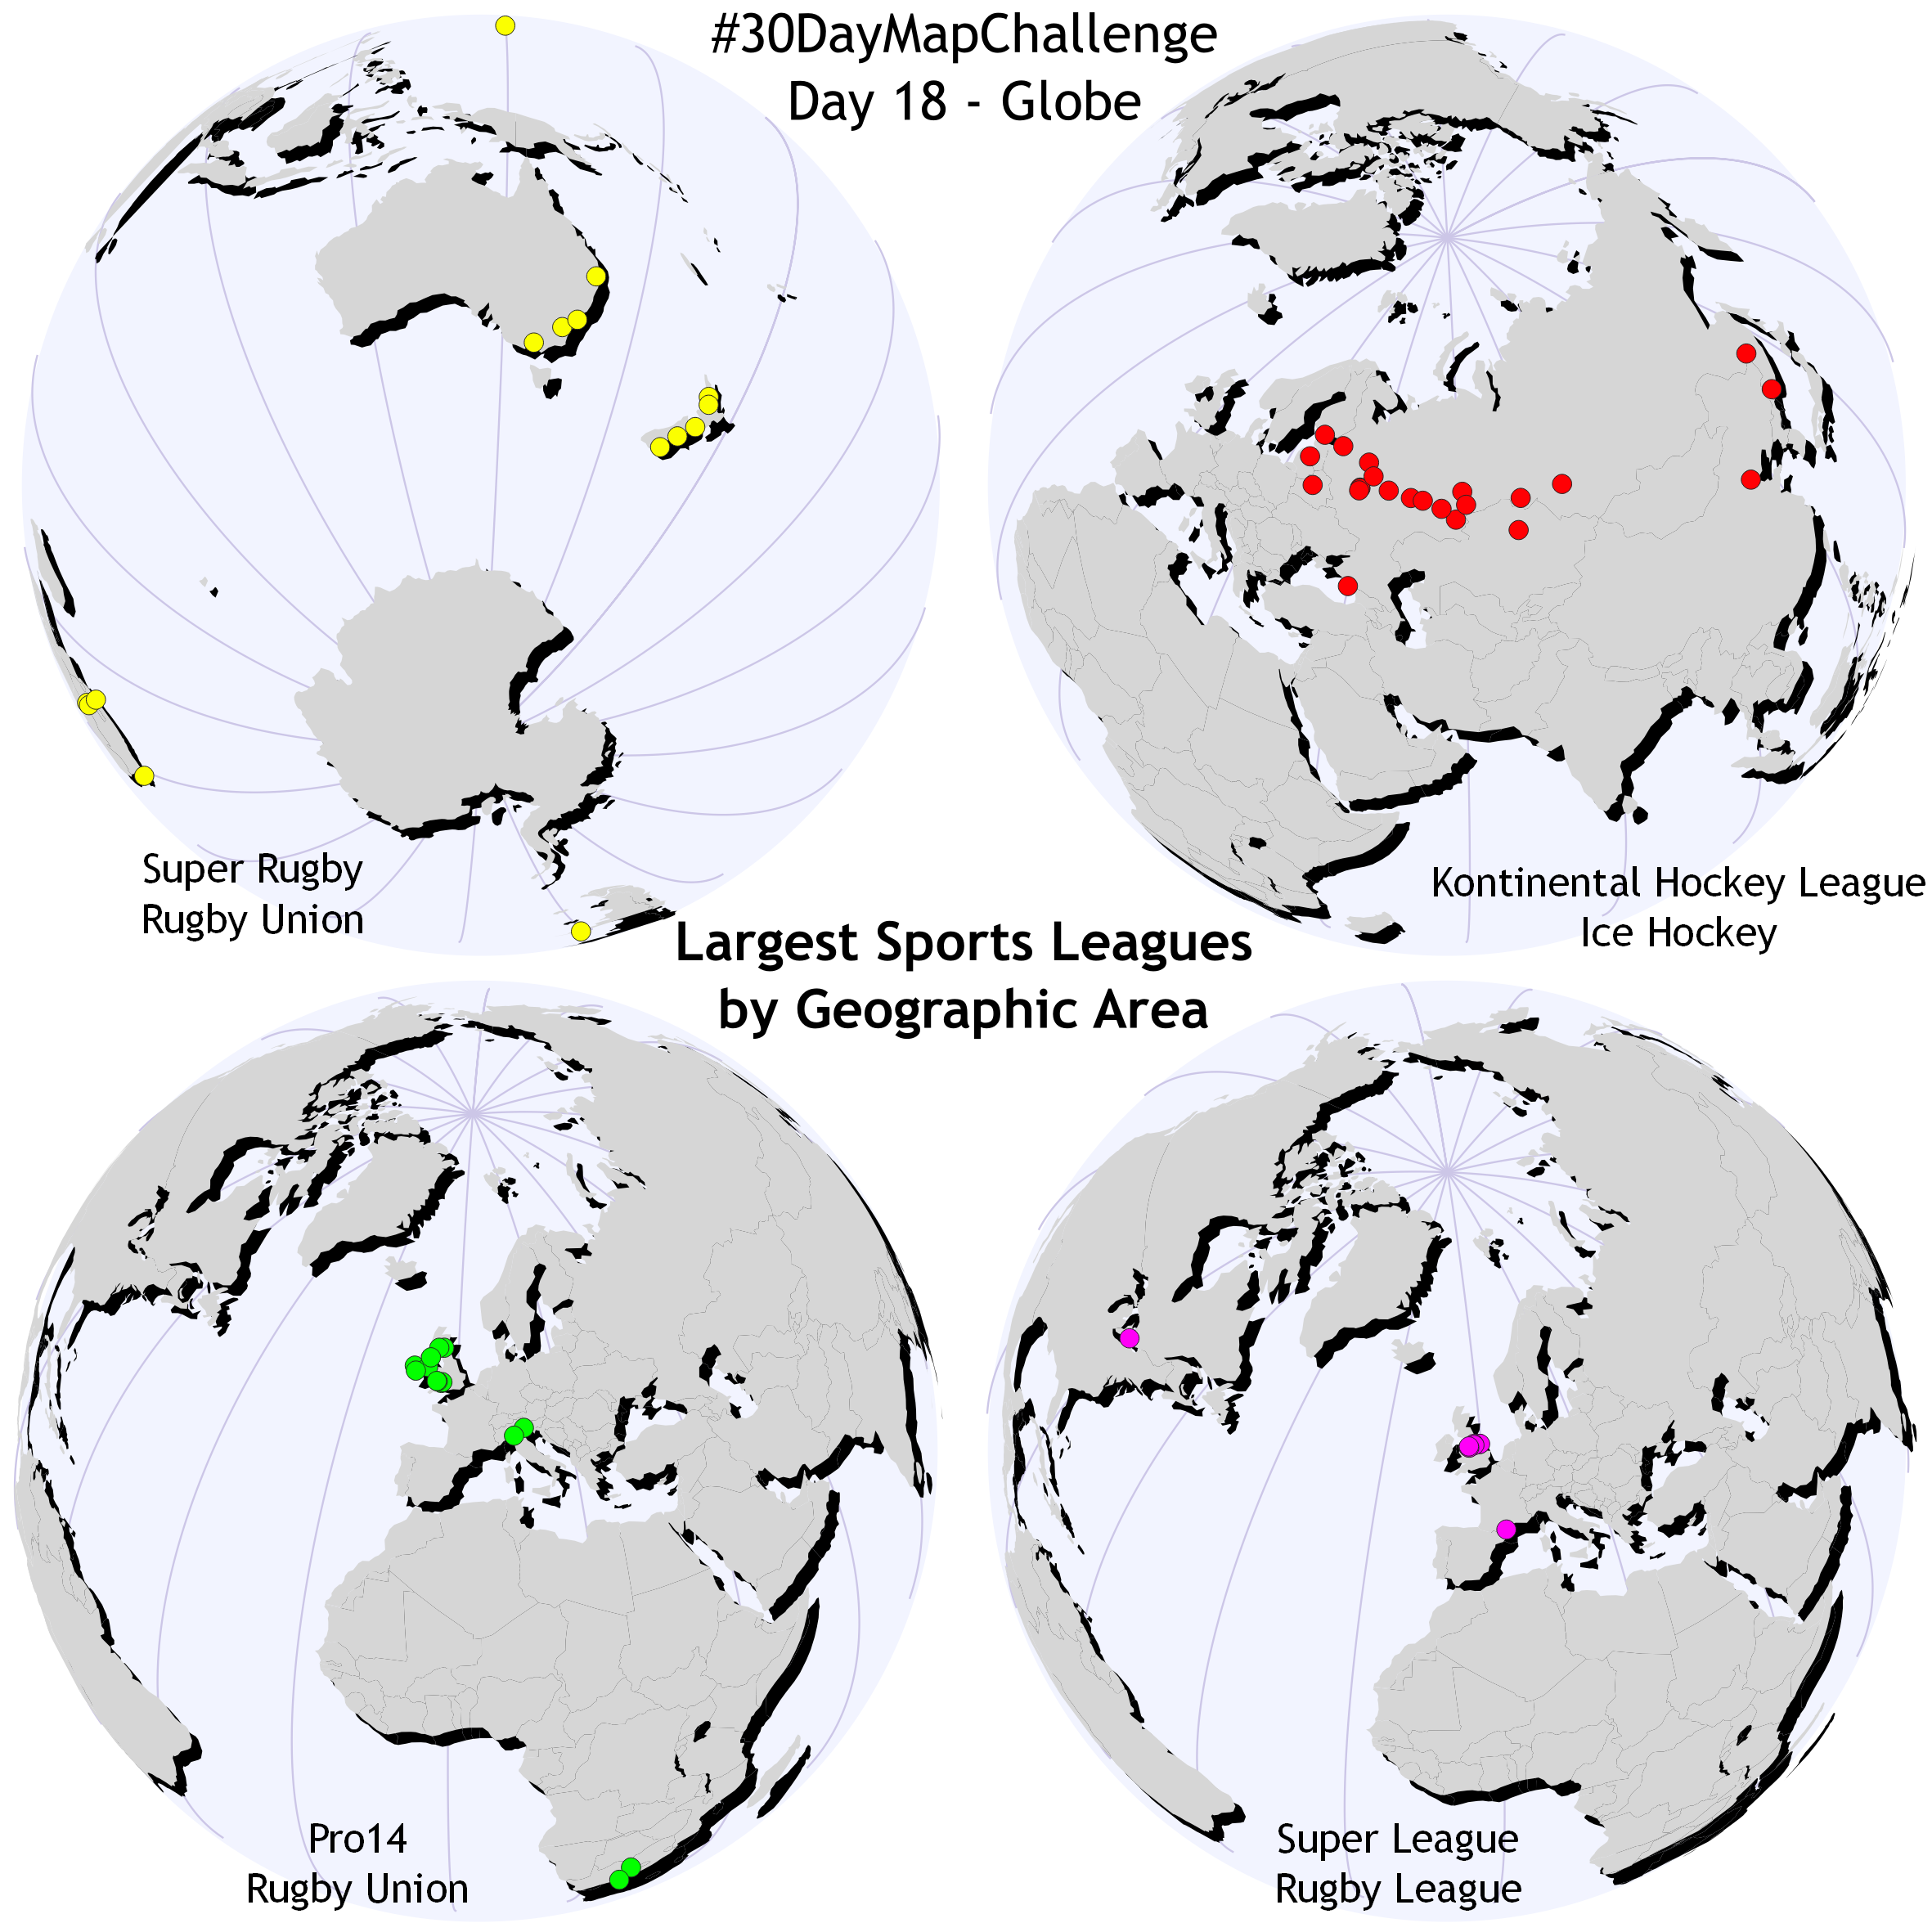 #30DayMapChallenge
Day 18 - Globe
Super Rugby
Rugby Union
Kontinental Hockey League
Ice Hockey
Largest Sports Leagues
by Geographic Area
Pro14
Rugby Union
Super League
Rugby League